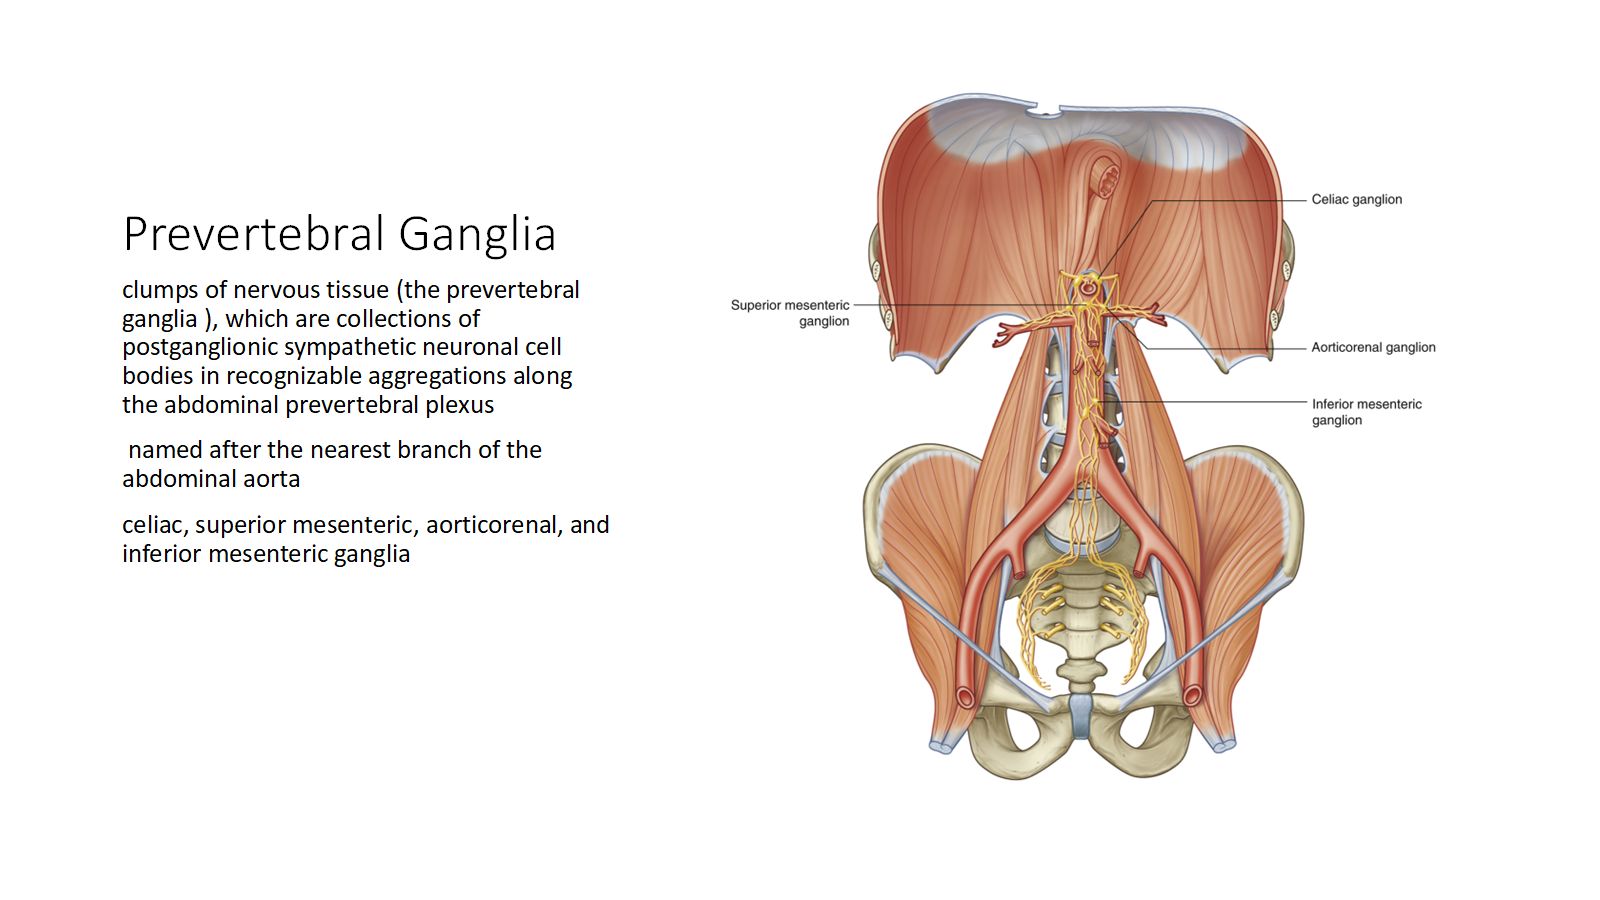 Prevertebral Ganglia
clumps of nervous tissue (the prevertebral
ganglia ), which are collections of
postganglionic sympathetic neuronal cell
bodies in recognizable aggregations along
the abdominal prevertebral plexus
named after the nearest branch of the
abdominal aorta
celiac, superior mesenteric, aorticorenal, and
inferior mesenteric ganglia
Celiac ganglion
Superior mesenteric
ganglion
Aorticorenal ganglion
Inferior mesenteric
ganglion